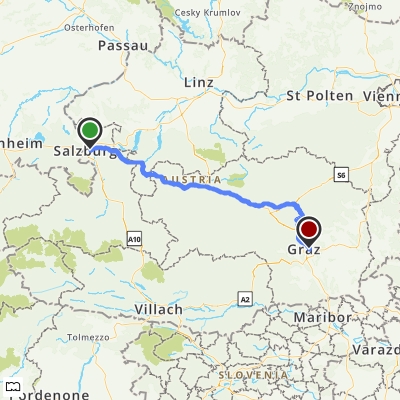 Cesky Krumlov
Znojmo
Osterhofen
Passau
Linz
St Polten
Vien
nheim
Salzburg
AUSTRIA
S6
A10
Graz
A2
Villach
Maribor
Tolmezzo
Varazd
SLOVENIA
Pordenone